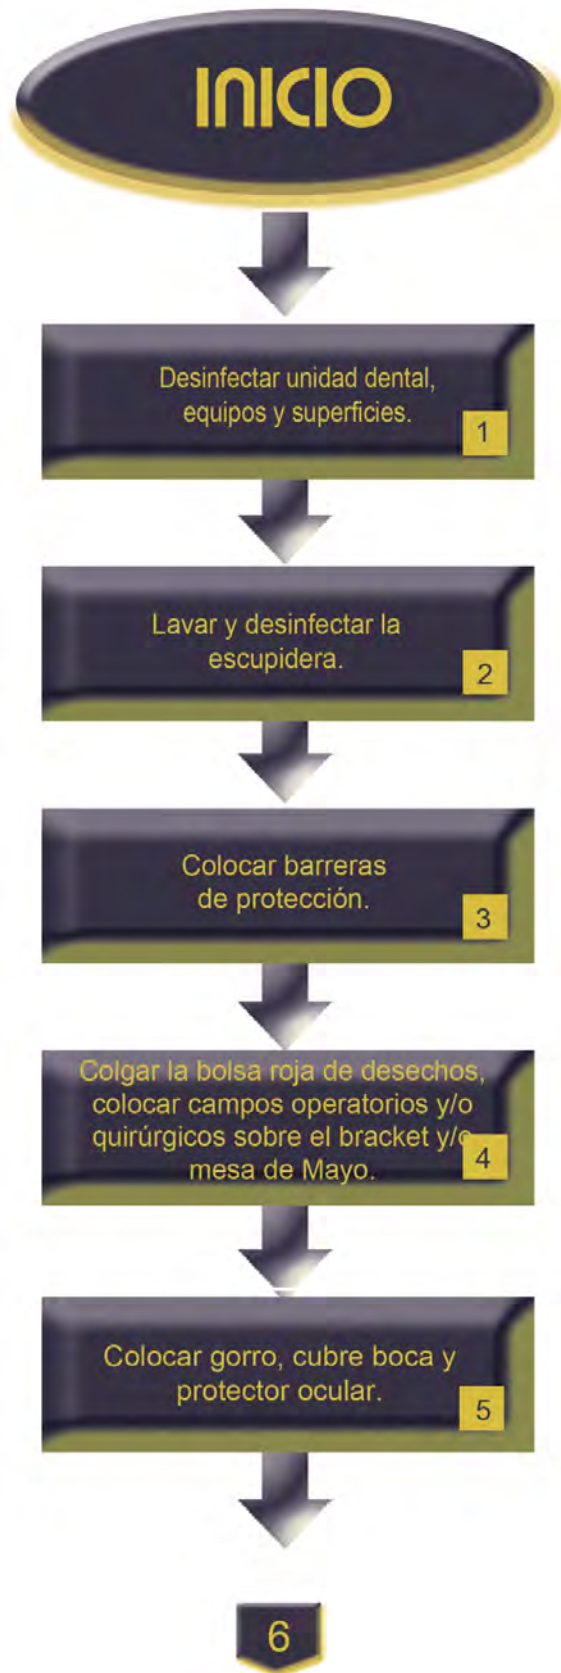 INICIO
Desinfectar unidad dental,
equipos y superficies.
1
Lavar y desinfectar la
escupidera.
2
Colocar barreras
de protección.
3
Colgar la bolsa roja de desechos,
colocar campos operatorios y/o
quirúrgicos sobre el bracket y/o
mesa de Mayo.
4
Colocar gorro, cubre boca y
protector ocular.
5
6